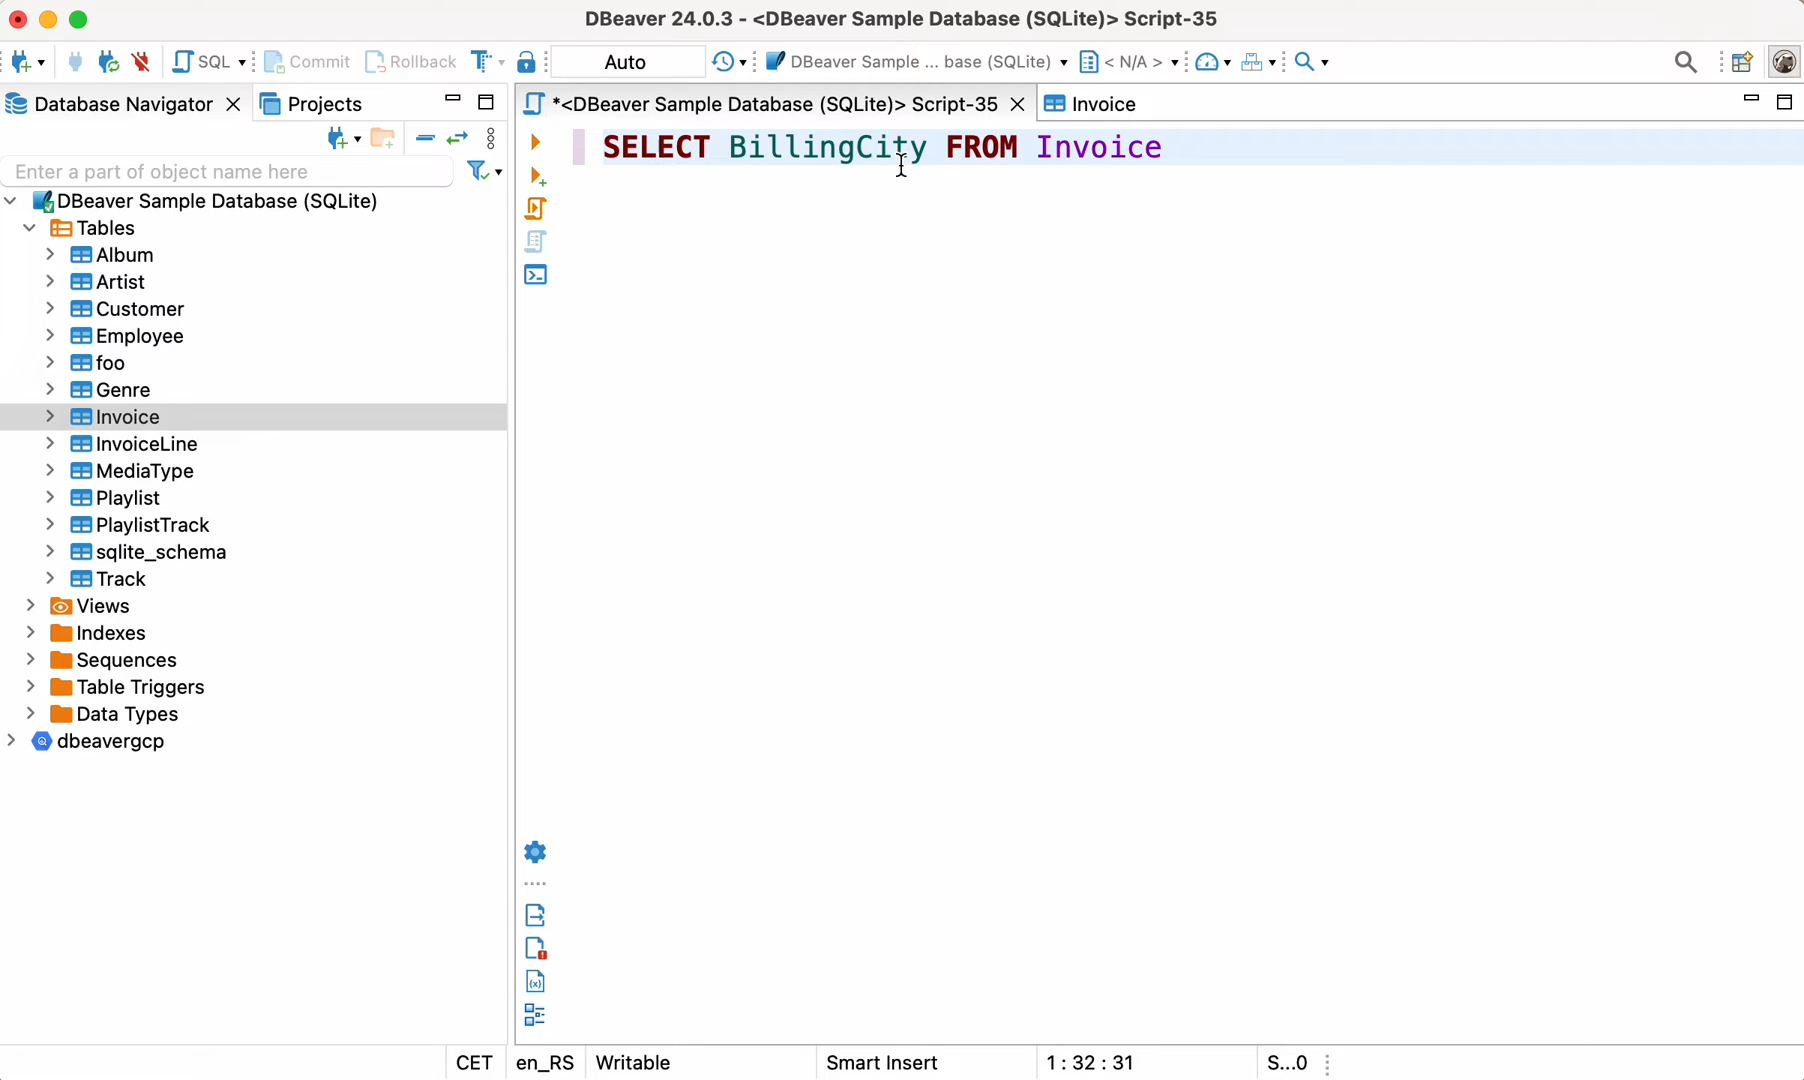 DBeaver 24.0.3 - <DBeaver Sample Database (SQLite)> Script-35
SQL Commit Rollback Auto DBeaver Sample ... base (SQLite) < N/A >
Database Navigator Projects
*<DBeaver Sample Database (SQLite)> Script-35 Invoice
Enter a part of object name here
SELECT BillingCity FROM Invoice
DBeaver Sample Database (SQLite)
Tables
Album
Artist
Customer
Employee
foo
Genre
Invoice
InvoiceLine
MediaType
Playlist
PlaylistTrack
sqlite_schema
Track
Views
Indexes
Sequences
Table Triggers
Data Types
dbeavergcp
CET en_RS Writable Smart Insert 1 : 32 : 31 S...0